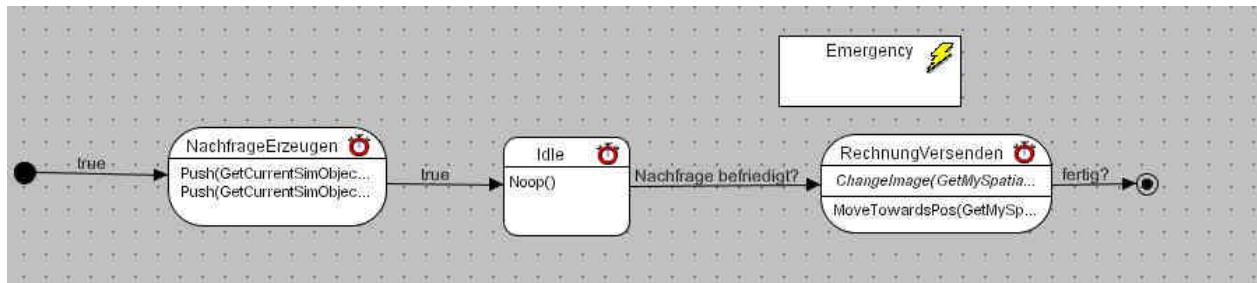 Emergency
true
NachfrageErzeugen
Push(GetCurrentSimObjec...
Push(GetCurrentSimObjec...
true
Idle
Noop()
Nachfrage befriedigt?
RechnungVersenden
ChangeImage(GetMySpatia...
MoveTowardsPos(GetMySp...
fertig?